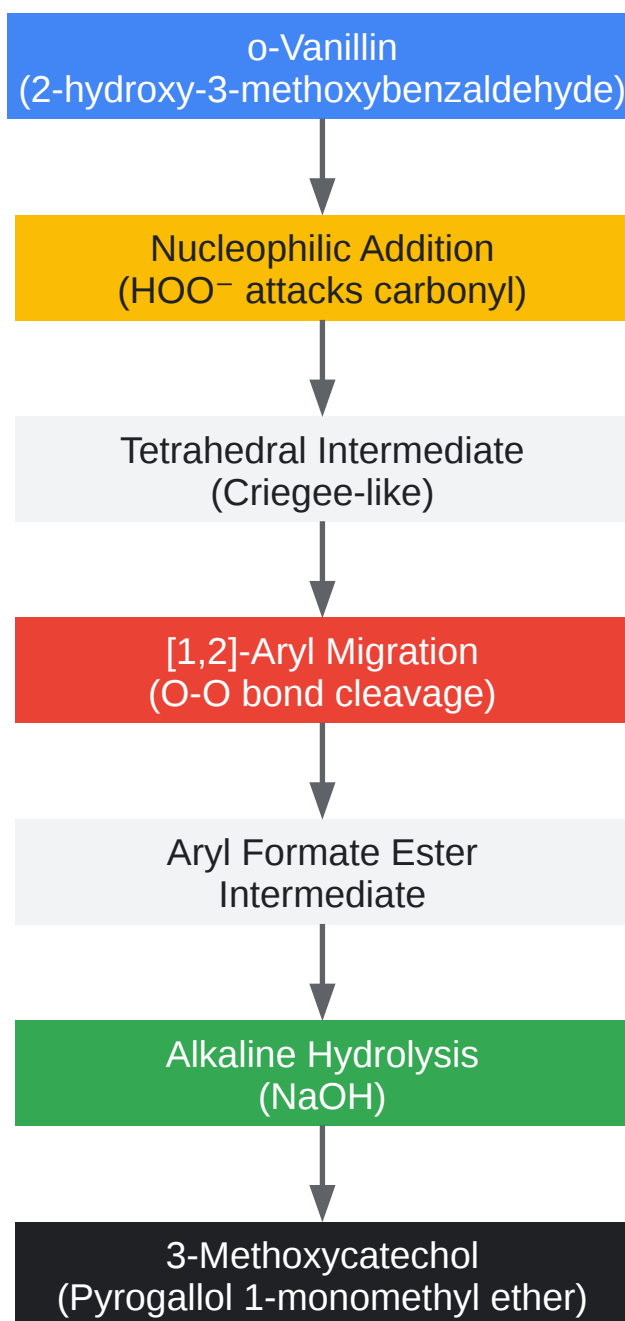 o-Vanillin
(2-hydroxy-3-methoxybenzaldehyde)
Nucleophilic Addition
(HOO⁻ attacks carbonyl)
Tetrahedral Intermediate
(Criegee-like)
[1,2]-Aryl Migration
(O-O bond cleavage)
Aryl Formate Ester
Intermediate
Alkaline Hydrolysis
(NaOH)
3-Methoxycatechol
(Pyrogallol 1-monomethyl ether)